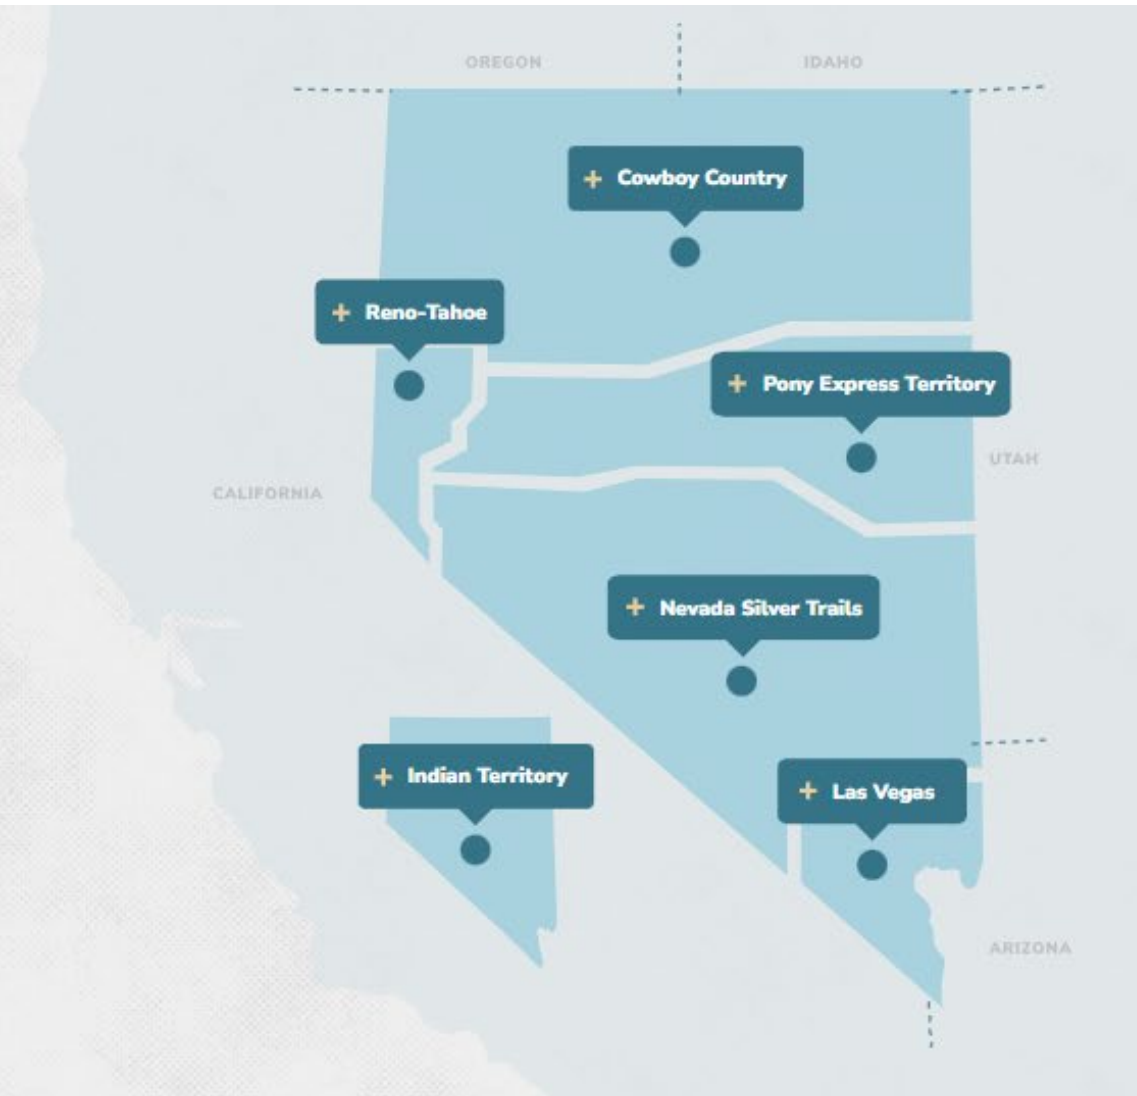 OREGON
IDAHO
+ Cowboy Country
+ Reno-Tahoe
+ Pony Express Territory
UTAH
CALIFORNIA
+ Nevada Silver Trails
+ Indian Territory
+ Las Vegas
ARIZONA